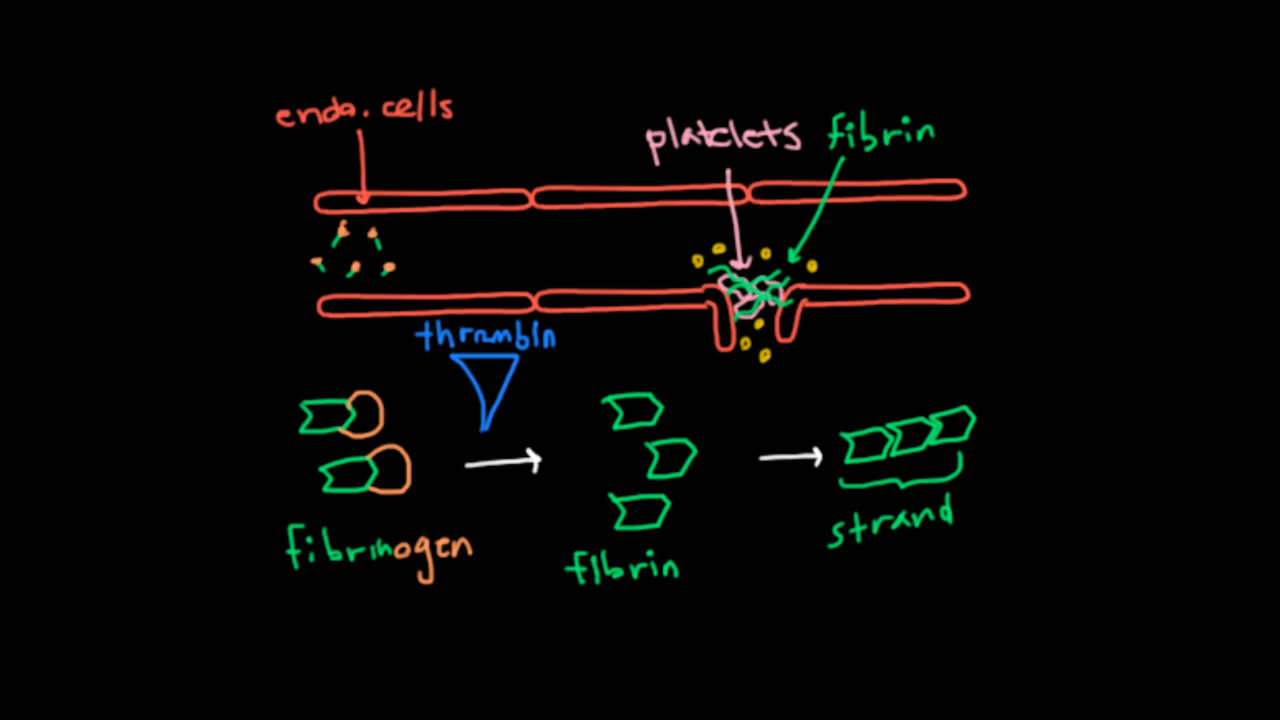 endo. cells
platelets
fibrin
thrombin
fibrinogen
fibrin
strand